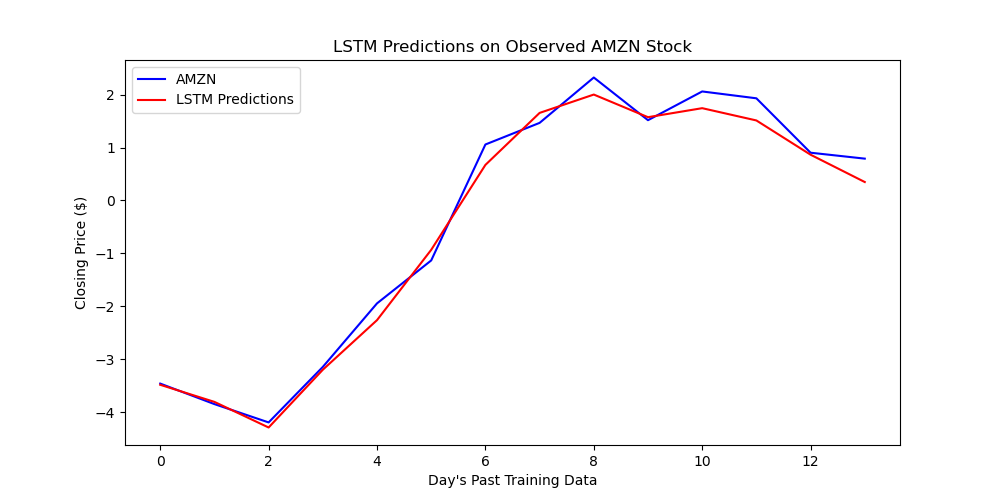 LSTM Predictions on Observed AMZN Stock
AMZN
LSTM Predictions
Closing Price ($)
2
1
0
−1
−2
−3
−4
0 2 4 6 8 10 12
Day's Past Training Data